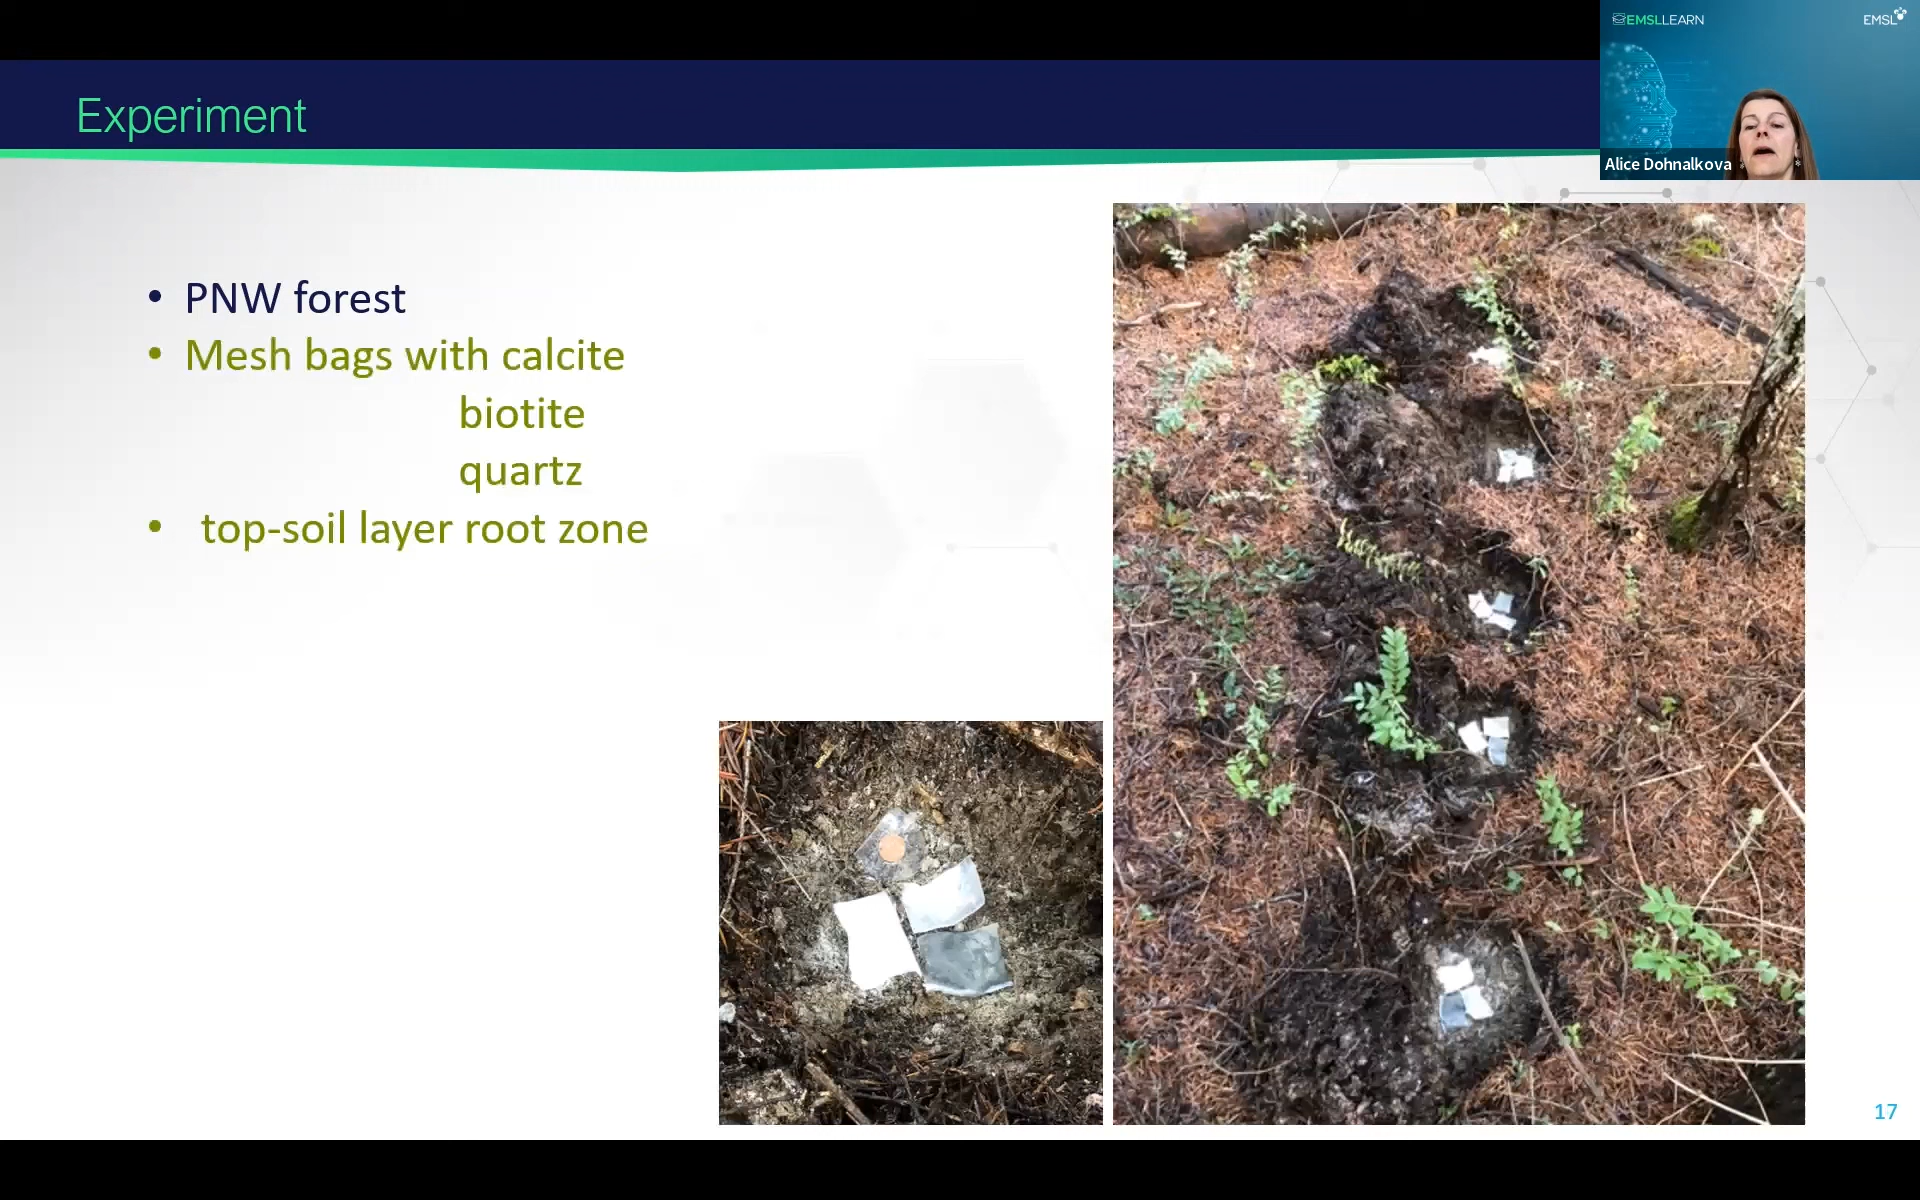 EMSLLEARN
EMSL
Experiment
Alice Dohnalkova
• PNW forest
• Mesh bags with calcite
biotite
quartz
• top-soil layer root zone
17